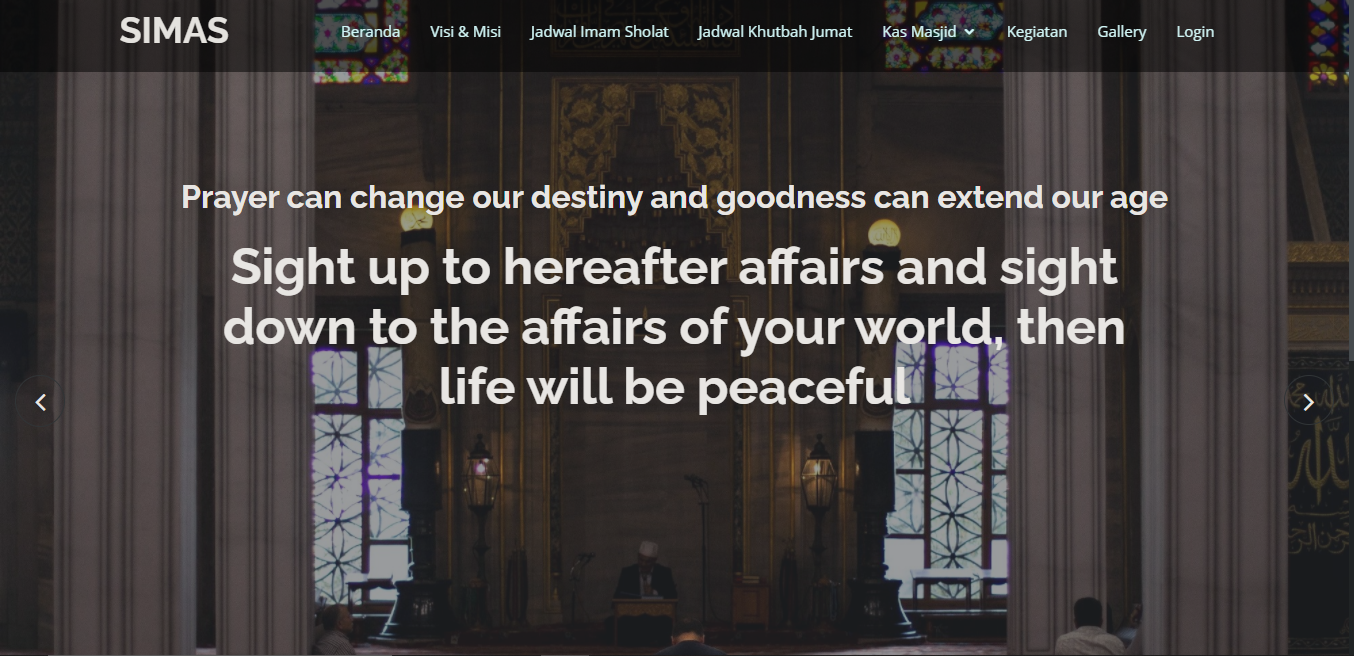 SIMAS
Beranda
Visi & Misi
Jadwal Imam Sholat
Jadwal Khutbah Jumat
Kas Masjid
Kegiatan
Gallery
Login
Prayer can change our destiny and goodness can extend our age
Sight up to hereafter affairs and sight
down to the affairs of your world, then
life will be peaceful